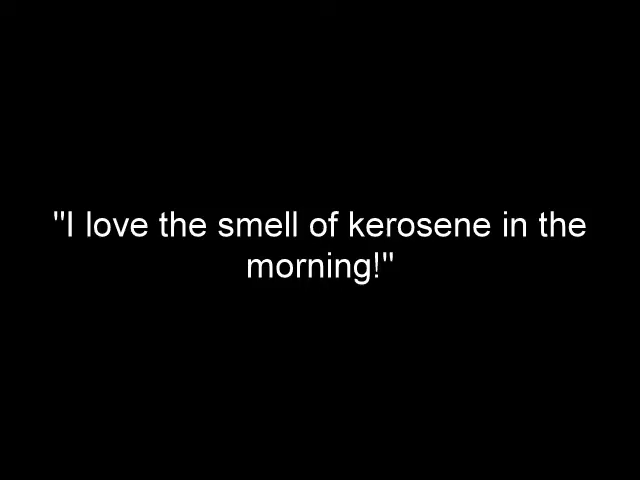 "I love the smell of kerosene in the
morning!"